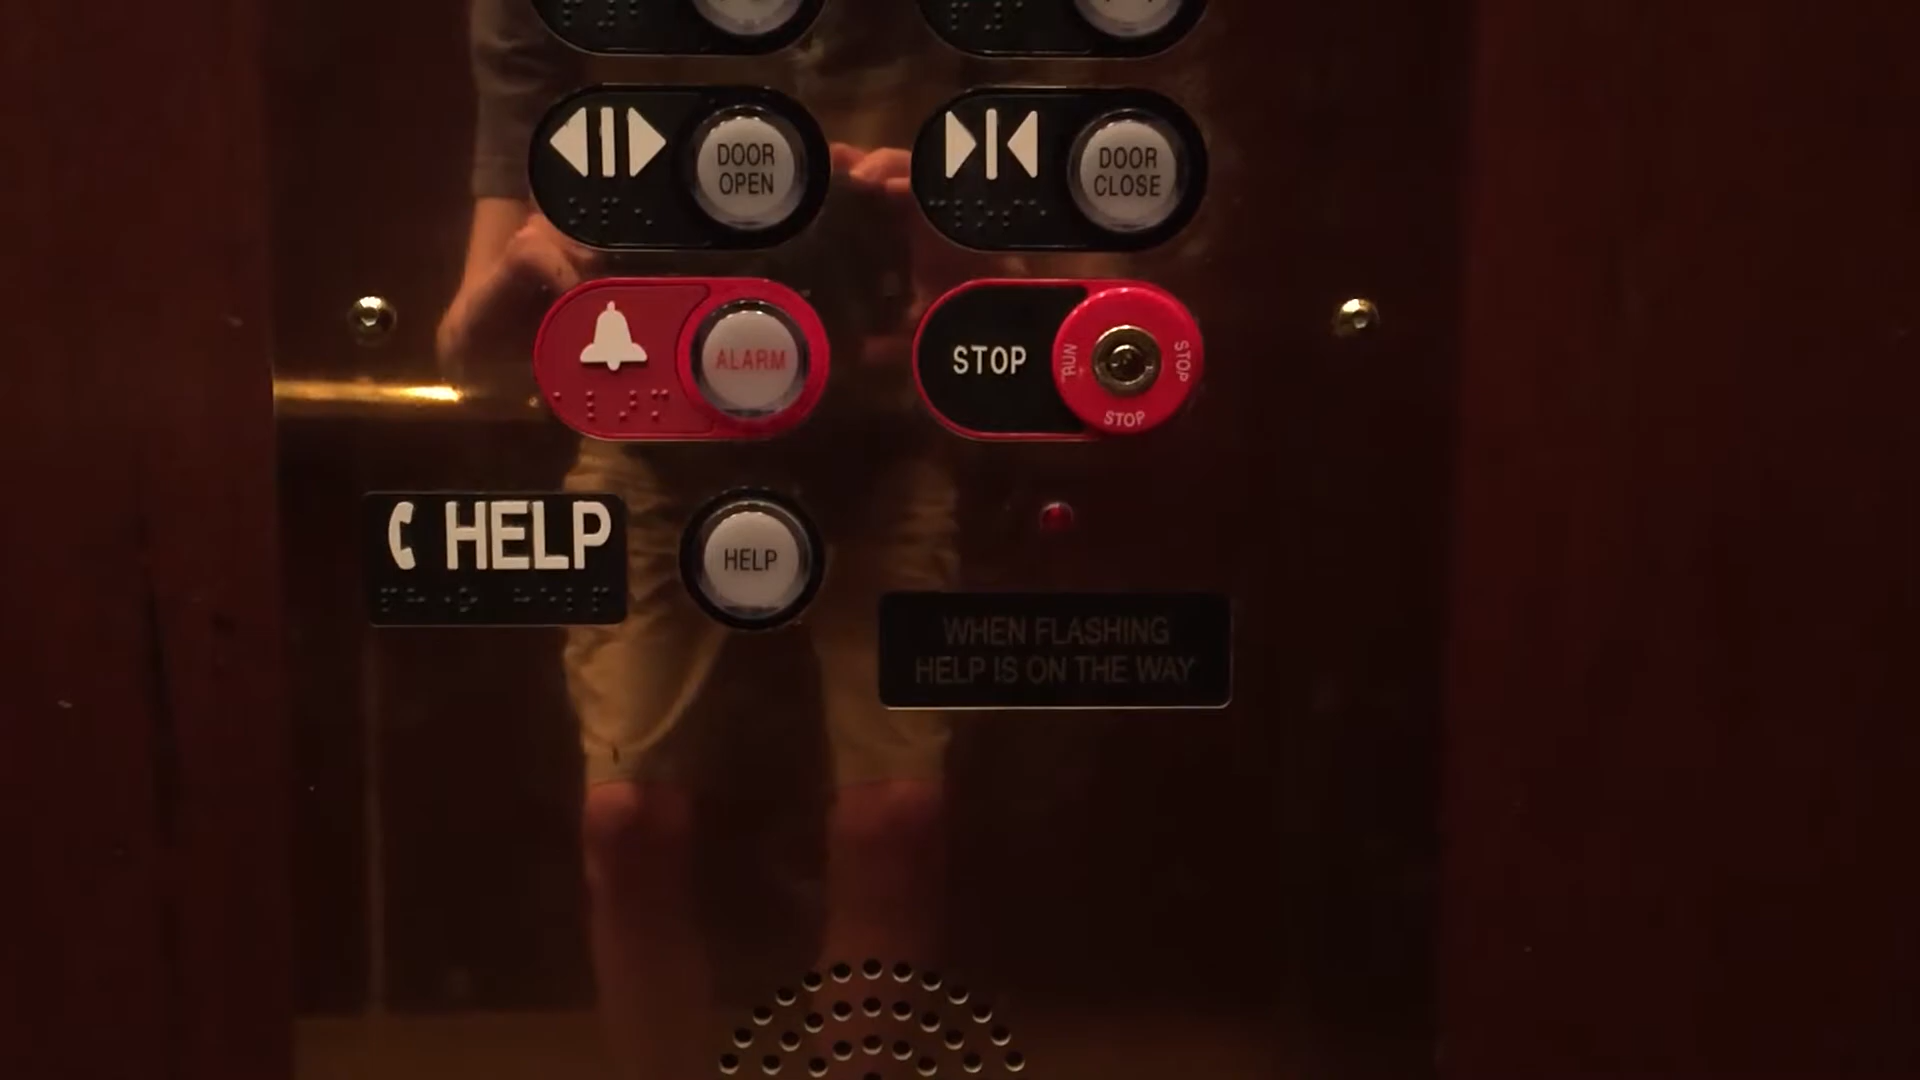 DOOR
OPEN
DOOR
CLOSE
ALARM
STOP
RUN
STOP
STOP
HELP
HELP
WHEN FLASHING
HELP IS ON THE WAY